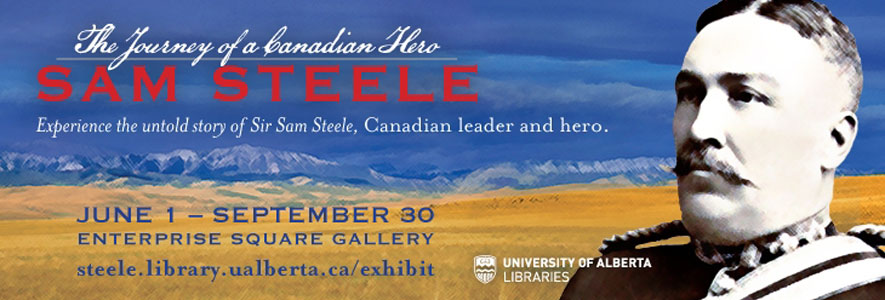 The Journey of a Canadian Hero
SAM STEELE
Experience the untold story of Sir Sam Steele, Canadian leader and hero.
JUNE 1 – SEPTEMBER 30
ENTERPRISE SQUARE GALLERY
steele.library.ualberta.ca/exhibit
UNIVERSITY OF ALBERTA
LIBRARIES